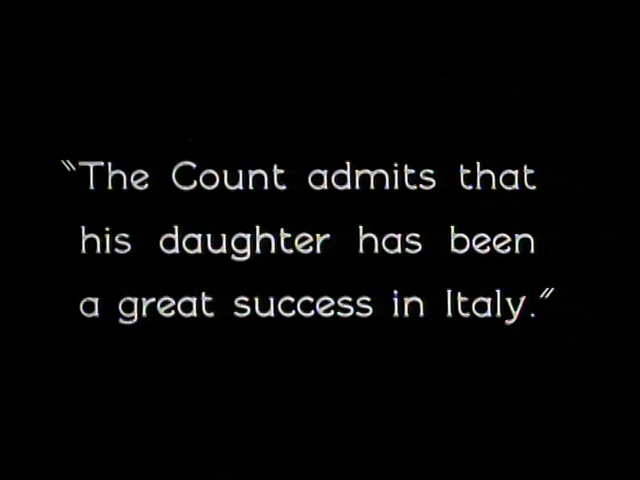 "The Count admits that
his daughter has been
a great success in Italy."